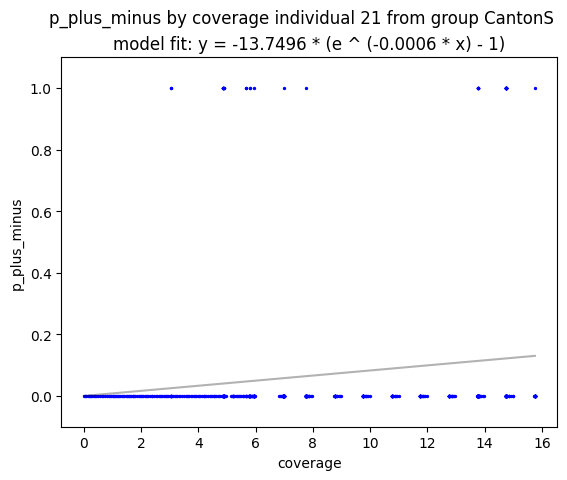 p_plus_minus by coverage individual 21 from group CantonS
model fit: y = -13.7496 * (e ^ (-0.0006 * x) - 1)
1.0
0.8
0.6
0.4
0.2
0.0
p_plus_minus
0 2 4 6 8 10 12 14 16
coverage